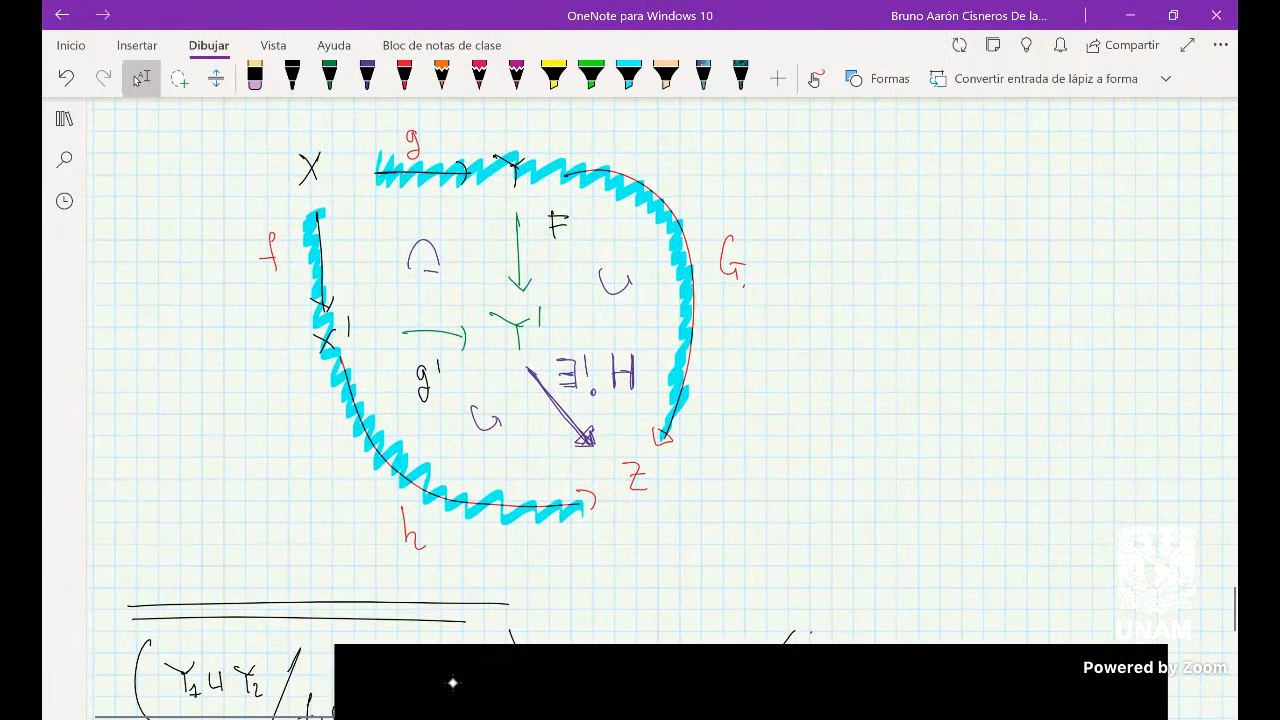 OneNote para Windows 10
Bruno Aarón Cisneros De la...
Inicio Insertar Dibujar Vista Ayuda Bloc de notas de clase
Compartir
Formas
Convertir entrada de lápiz a forma
X g Y
f F G
X' g' Y'
∃! H
Z
h
Y1 ⊔ Y2 /
UNAM
Powered by Zoom